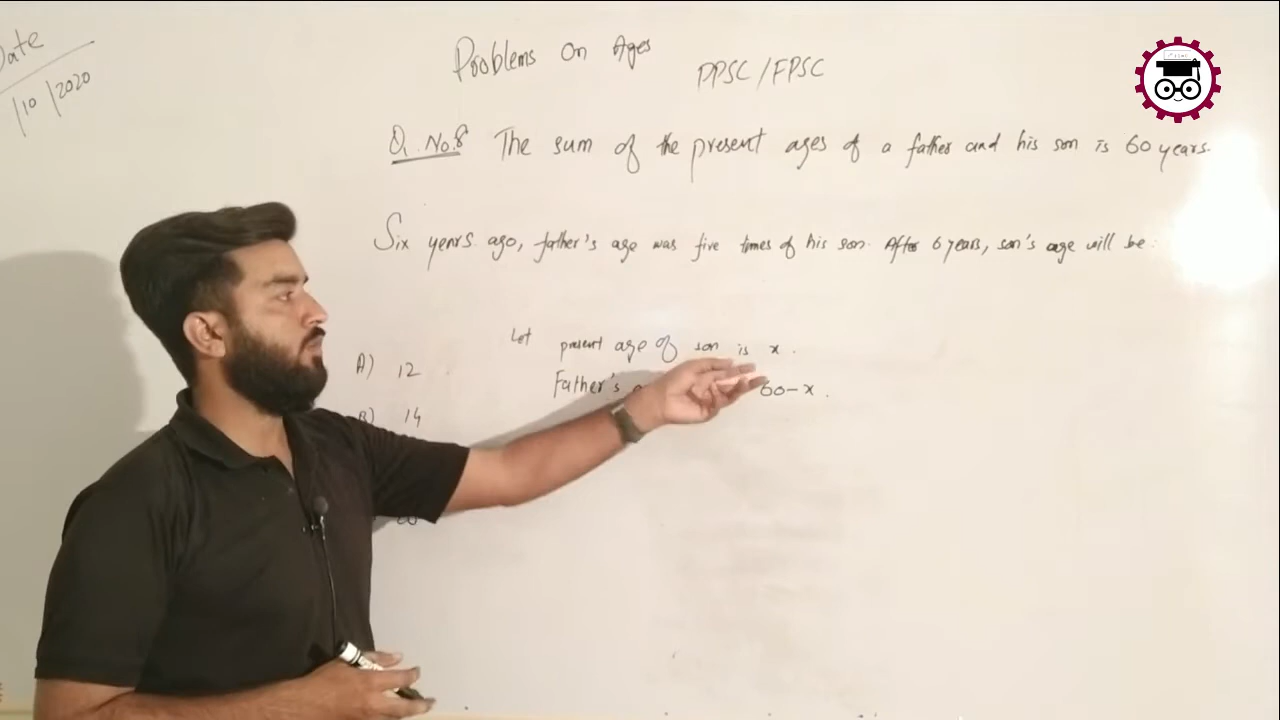 Date
/10/2020
Problems On Ages
PPSC/FPSC
Q. No.8 The sum of the present ages of a father and his son is 60 years.
Six years ago, father's age was five times of his son. After 6 years, son's age will be:
Let present age of son is x.
Father's 60-x.
A) 12
B) 14